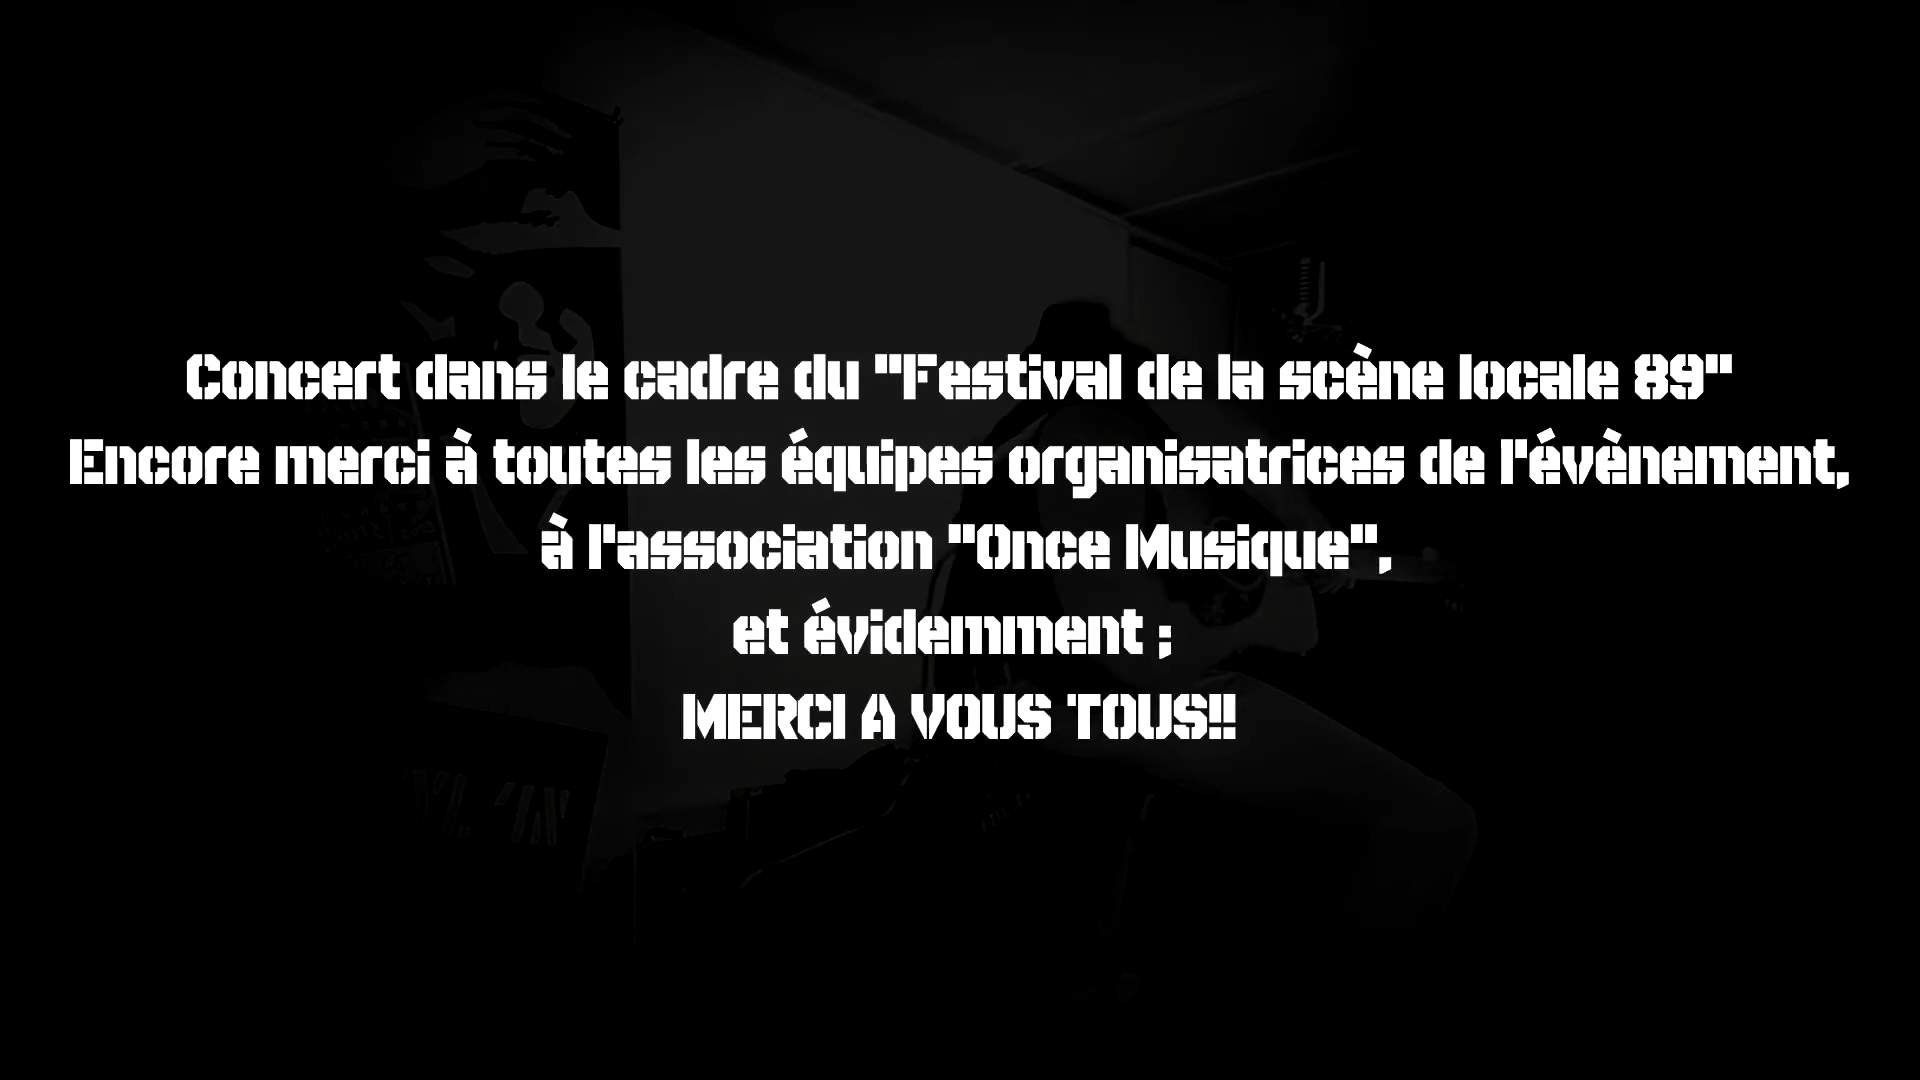 Concert dans le cadre du "Festival de la scène locale 89"
Encore merci à toutes les équipes organisatrices de l'évènement,
à l'association "Once Musique",
et évidemment ;
MERCI A VOUS TOUS!!